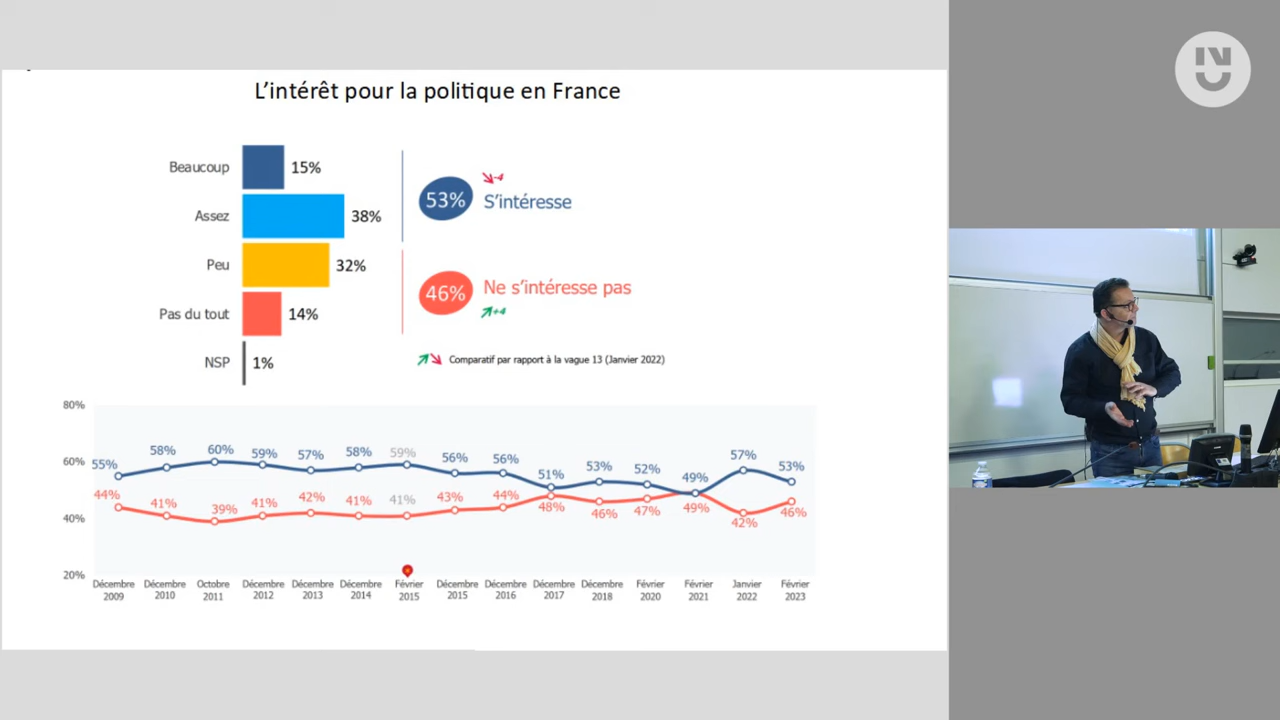 L'intérêt pour la politique en France
Beaucoup 15%
Assez 38%
Peu 32%
Pas du tout 14%
NSP 1%
-4
53% S'intéresse
46% Ne s'intéresse pas
+4
Comparatif par rapport à la vague 13 (Janvier 2022)
80%
60%
40%
20%
55% 58% 60% 59% 57% 58% 59% 56% 56% 51% 53% 52% 49% 57% 53%
44% 41% 39% 41% 42% 41% 41% 43% 44% 48% 46% 47% 49% 42% 46%
Décembre Décembre Octobre Décembre Décembre Décembre Février Décembre Décembre Décembre Décembre Février Février Janvier Février
2009 2010 2011 2012 2013 2014 2015 2015 2016 2017 2018 2020 2021 2022 2023
INU